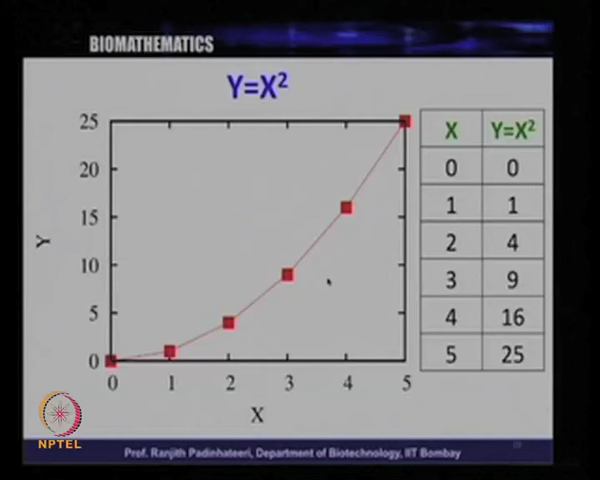 BIOMATHEMATICS
Y=X²
25
20
15
10
5
0
Y
0 1 2 3 4 5
X
X Y=X²
0 0
1 1
2 4
3 9
4 16
5 25
NPTEL
Prof. Ranjith Padinhateeri, Department of Biotechnology, IIT Bombay